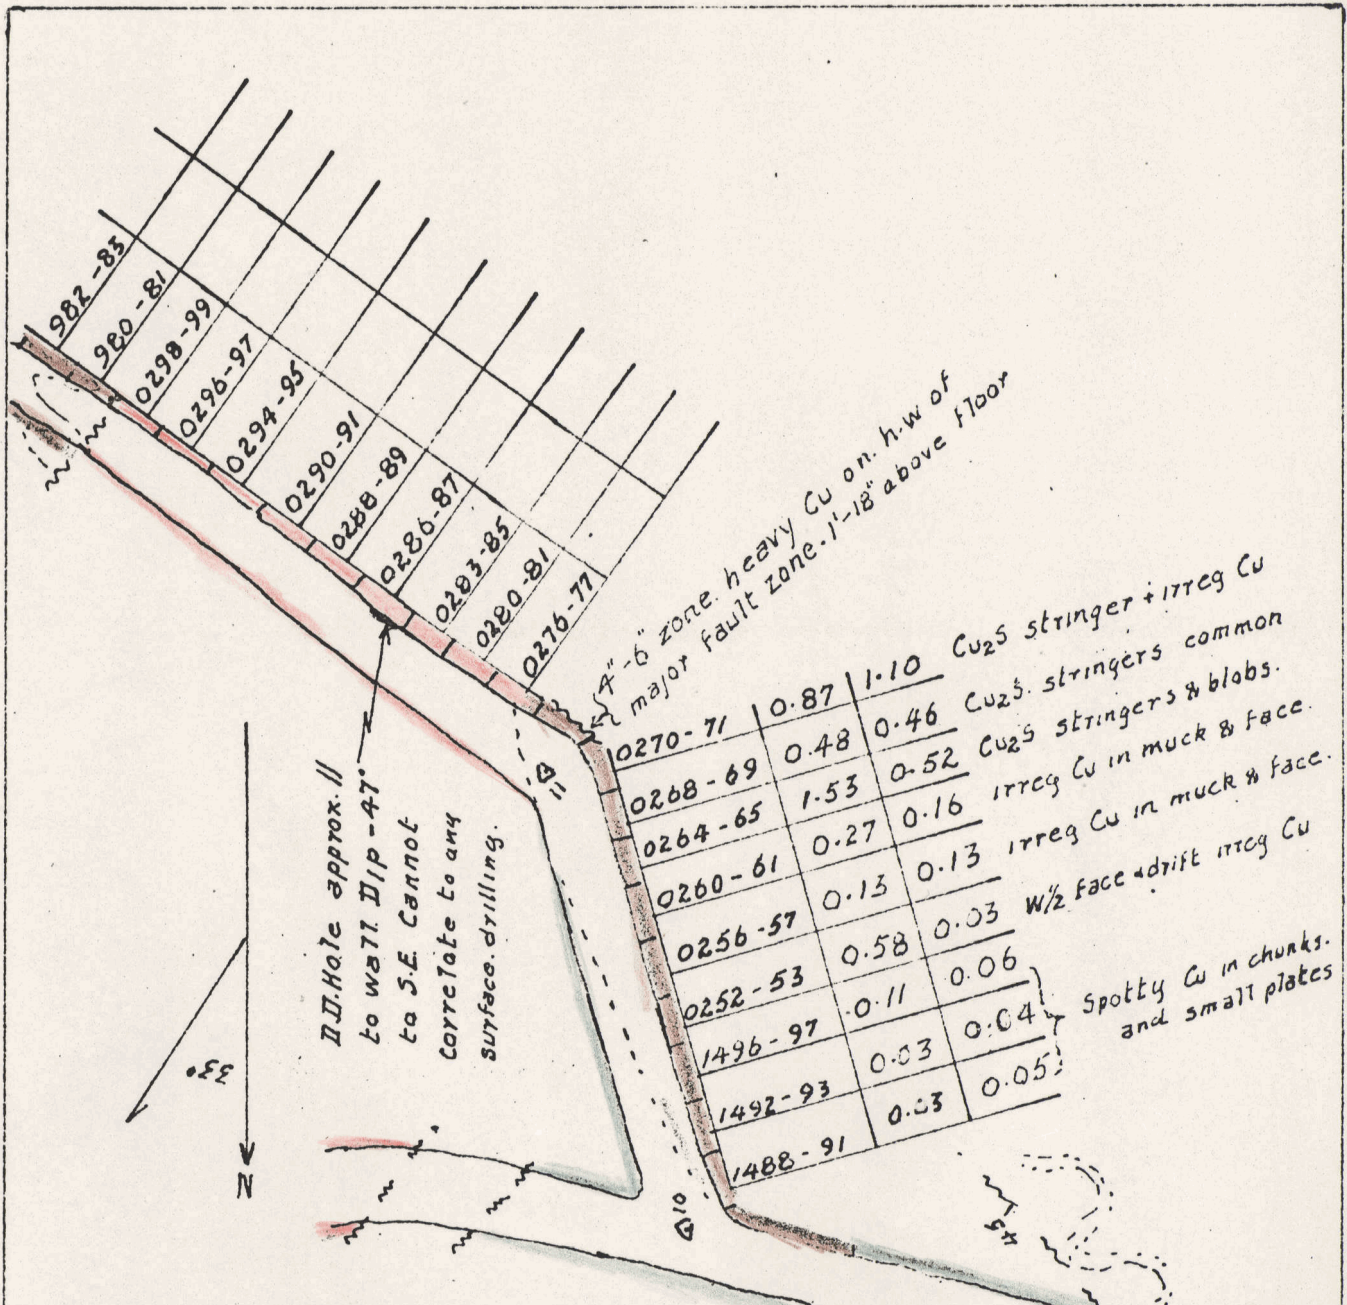 982 - 83
980 - 81
0298 - 99
0296 - 97
0294 - 95
0290 - 91
0288 - 89
0286 - 87
0283 - 85
0280 - 81
0276 - 77
4"-6" zone. heavy Cu on. h.w of
major fault zone. 1'-18" above floor
0270 - 71 0.87 1.10 Cu2S stringer + irreg Cu
0268 - 69 0.48 0.46 Cu2S. stringers common
0264 - 65 1.53 0.52 Cu2S stringers & blobs.
0260 - 61 0.27 0.16 irreg Cu in muck & face.
0256 - 57 0.13 0.13 irreg Cu in muck & face.
0252 - 53 0.58 0.03 W½ face & drift irreg Cu
1496 - 97 0.11 0.06
1492 - 93 0.03 0.04
1488 - 91 0.03 0.05
Spotty Cu in chunks.
and small plates
D.D.Hole approx. //
to wall Dip - 47°
to S.E. Cannot
Correlate to any
surface. drilling.
11
33°
N
10